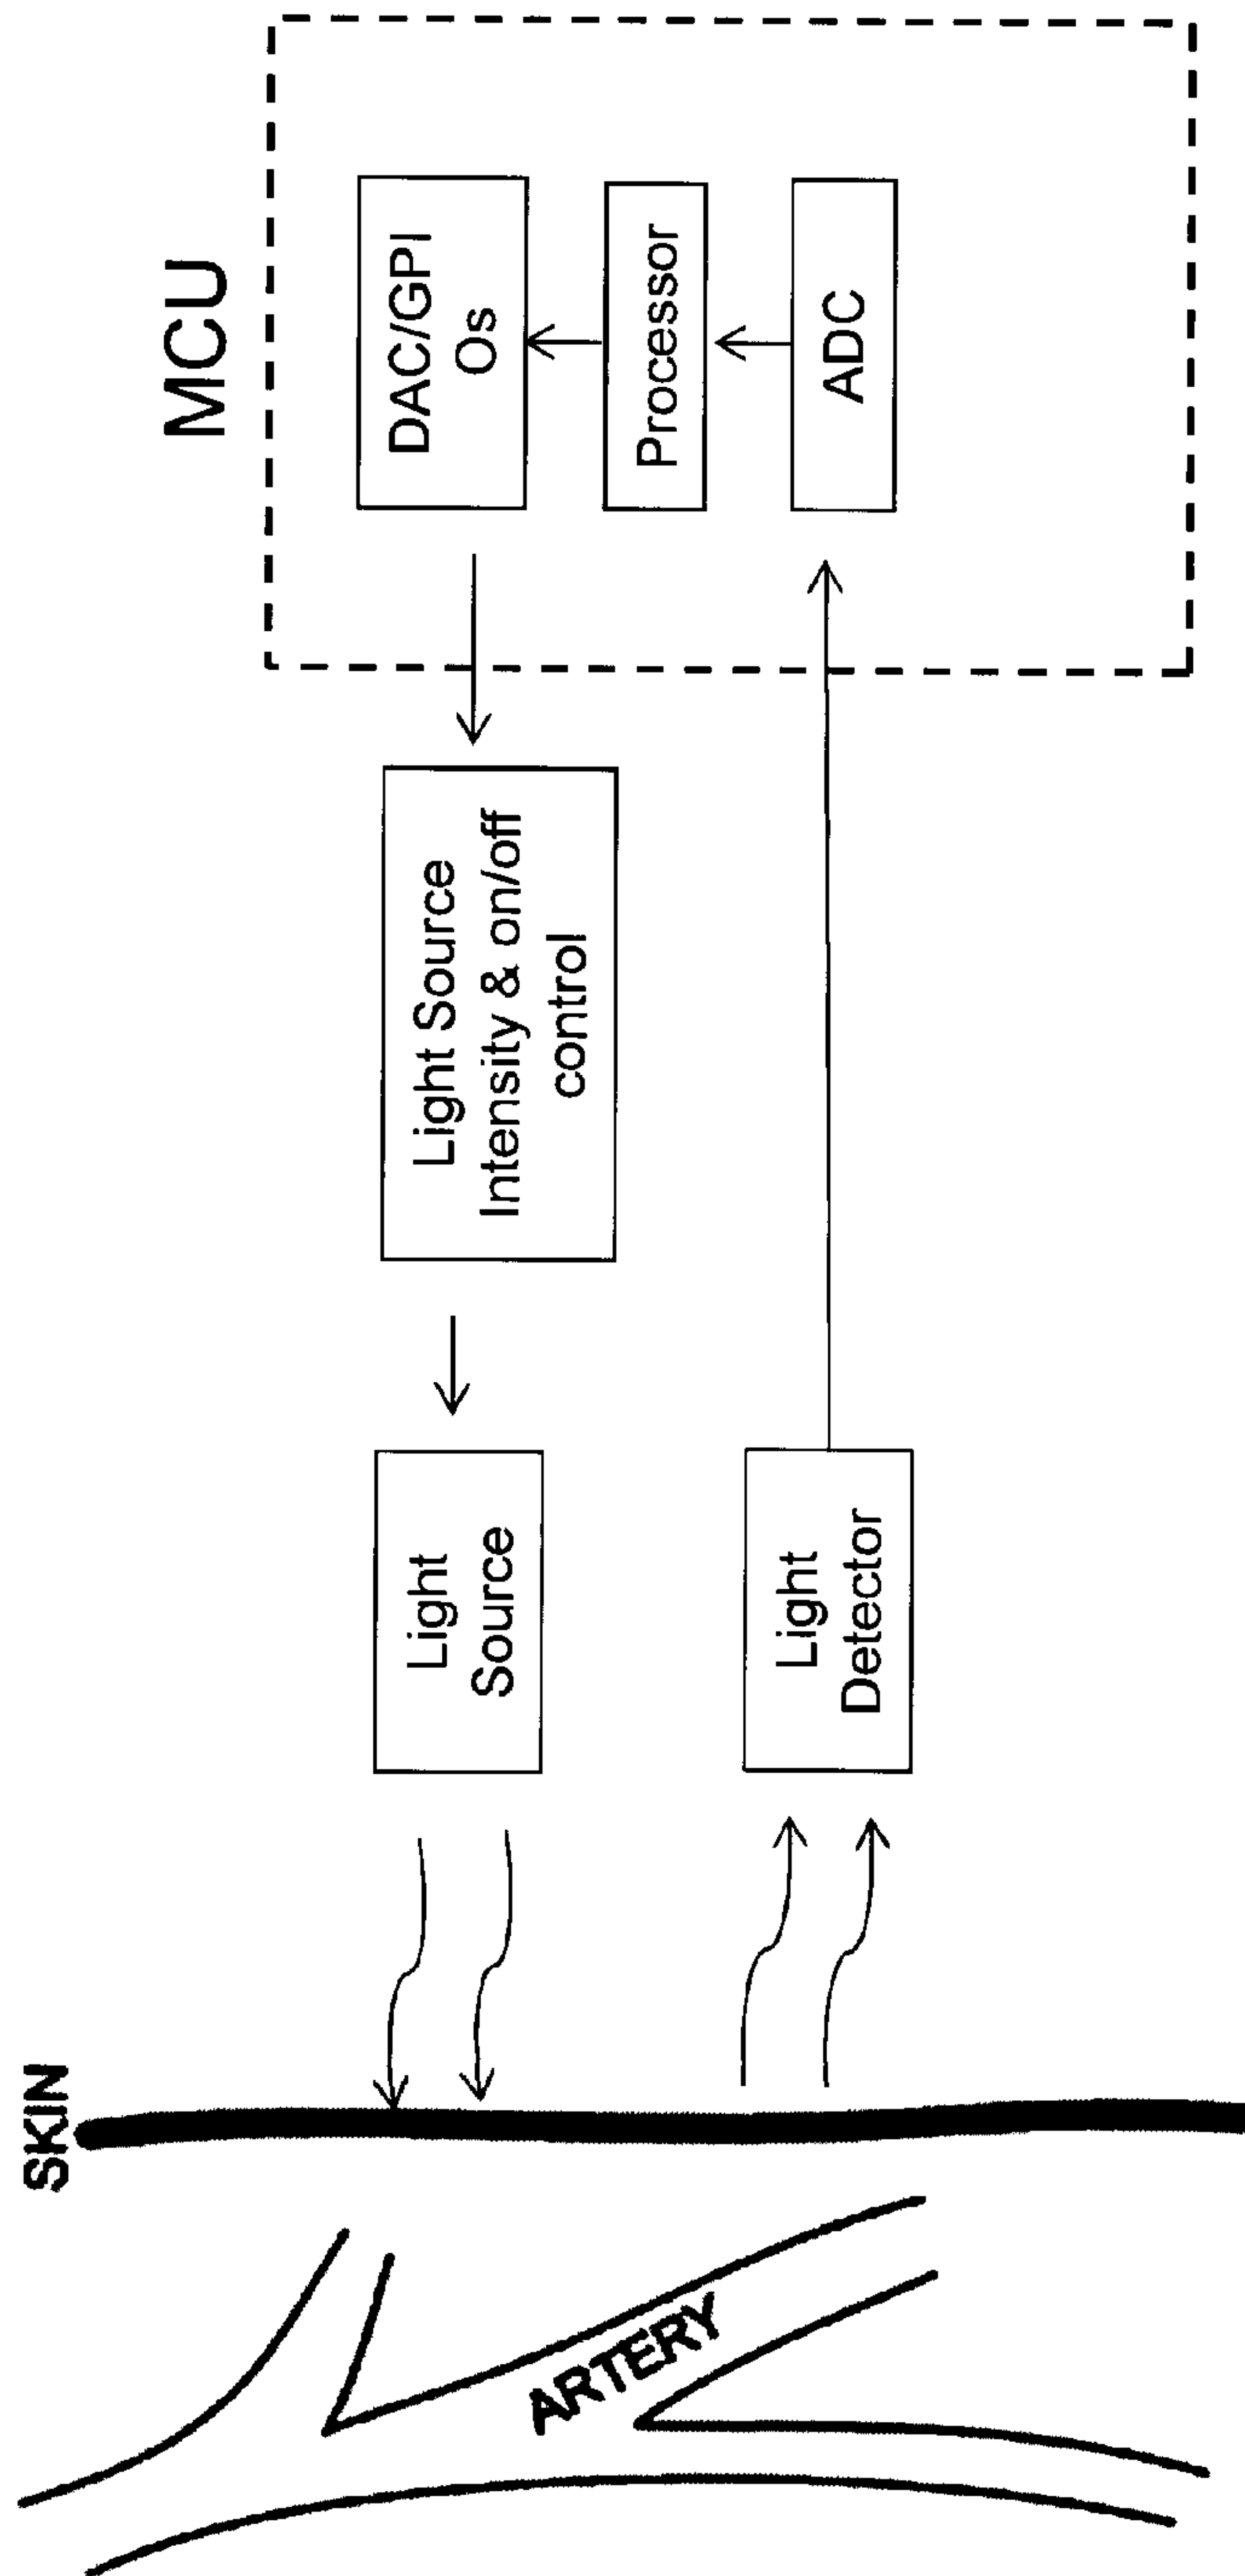 SKIN
ARTERY
Light
Source
Light
Detector
Light Source
Intensity & on/off
control
MCU
DAC/GPI
Os
Processor
ADC